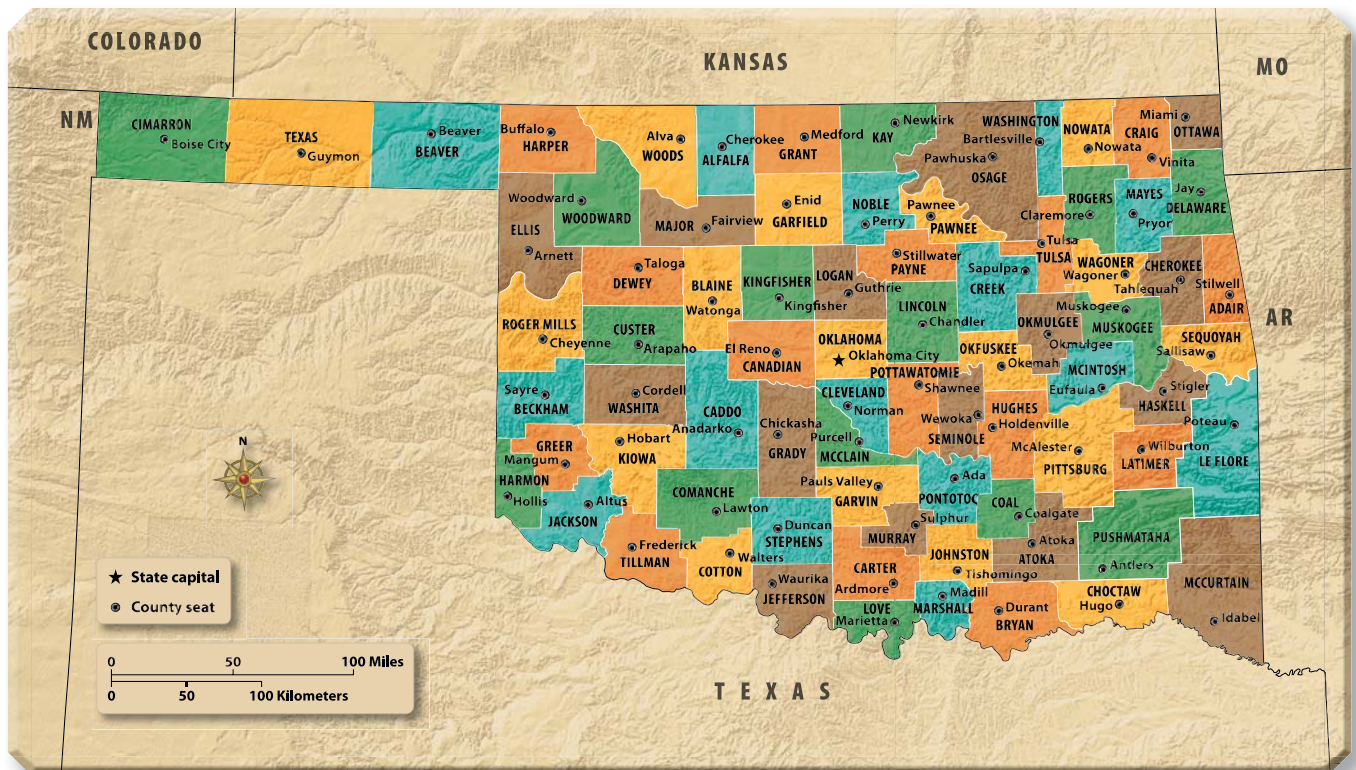 COLORADO
KANSAS
MO
NM
CIMARRON
Boise City
TEXAS
Guymon
Beaver
BEAVER
Buffalo
HARPER
Alva
WOODS
Cherokee
ALFALFA
Medford
GRANT
Newkirk
KAY
WASHINGTON
Bartlesville
Pawhuska
OSAGE
NOWATA
Nowata
CRAIG
Vinita
Miami
OTTAWA
Woodward
WOODWARD
ELLIS
Arnett
MAJOR
Fairview
Enid
GARFIELD
NOBLE
Perry
Pawnee
PAWNEE
ROGERS
Claremore
MAYES
Pryor
Jay
DELAWARE
Taloga
DEWEY
BLAINE
Watonga
KINGFISHER
Kingfisher
LOGAN
Guthrie
Stillwater
PAYNE
Sapulpa
CREEK
Tulsa
TULSA
WAGONER
Wagoner
CHEROKEE
Tahlequah
Stilwell
ADAIR
ROGER MILLS
Cheyenne
CUSTER
Arapaho
El Reno
CANADIAN
OKLAHOMA
Oklahoma City
LINCOLN
Chandler
OKFUSKEE
Okemah
OKMULGEE
Okmulgee
Muskogee
MUSKOGEE
MCINTOSH
Eufaula
SEQUOYAH
Sallisaw
AR
Sayre
BECKHAM
Cordell
WASHITA
CADDO
Anadarko
Chickasha
GRADY
CLEVELAND
Norman
Purcell
MCCLAIN
POTTAWATOMIE
Shawnee
Wewoka
SEMINOLE
HUGHES
Holdenville
McAlester
PITTSBURG
Stigler
HASKELL
Wilburton
LATIMER
Poteau
LE FLORE
GREER
Mangum
HARMON
Hollis
Hobart
KIOWA
Altus
JACKSON
COMANCHE
Lawton
Pauls Valley
GARVIN
Ada
PONTOTOC
COAL
Coalgate
Duncan
STEPHENS
Sulphur
MURRAY
Frederick
TILLMAN
Walters
COTTON
Waurika
JEFFERSON
CARTER
Ardmore
JOHNSTON
Tishomingo
Atoka
ATOKA
PUSHMATAHA
Antlers
MCCURTAIN
Idabel
LOVE
Marietta
Madill
MARSHALL
Durant
BRYAN
CHOCTAW
Hugo
TEXAS
N
State capital
County seat
0 50 100 Miles
0 50 100 Kilometers